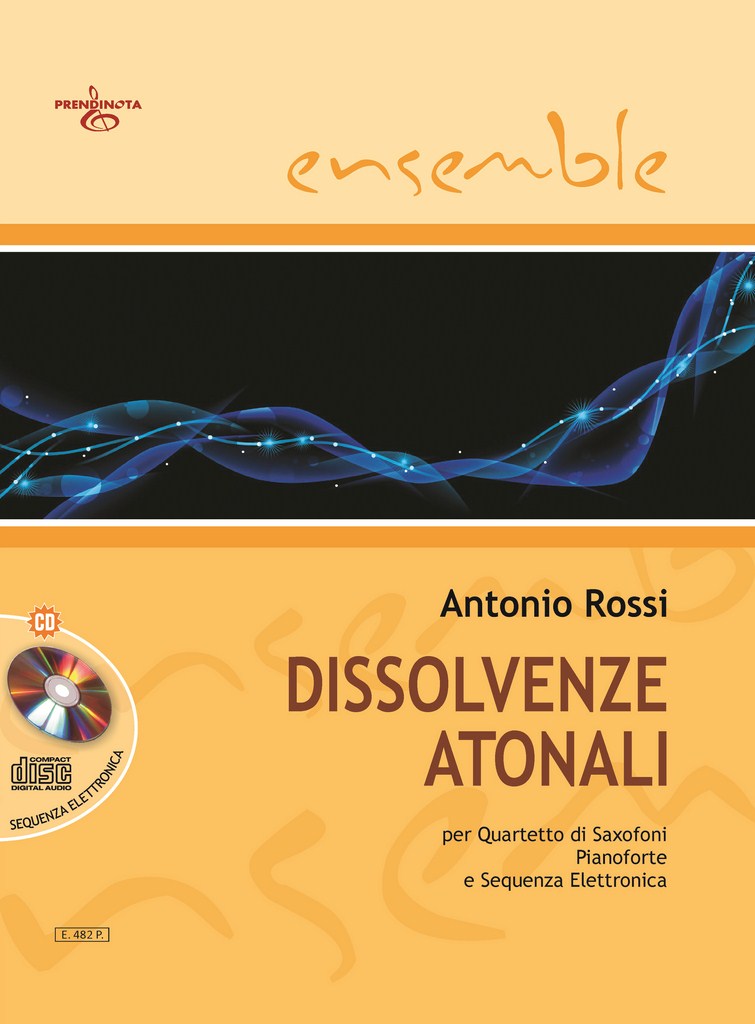 PRENDINOTA
ensemble
Antonio Rossi
DISSOLVENZE
ATONALI
per Quartetto di Saxofoni
Pianoforte
e Sequenza Elettronica
CD
COMPACT
disc
DIGITAL AUDIO
SEQUENZA ELETTRONICA
E. 482 P.